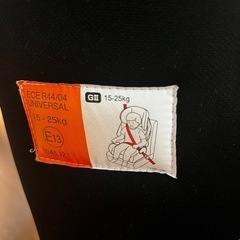 ECE R44/04
UNIVERSAL
15 - 25kg
E13
GII 15-25kg